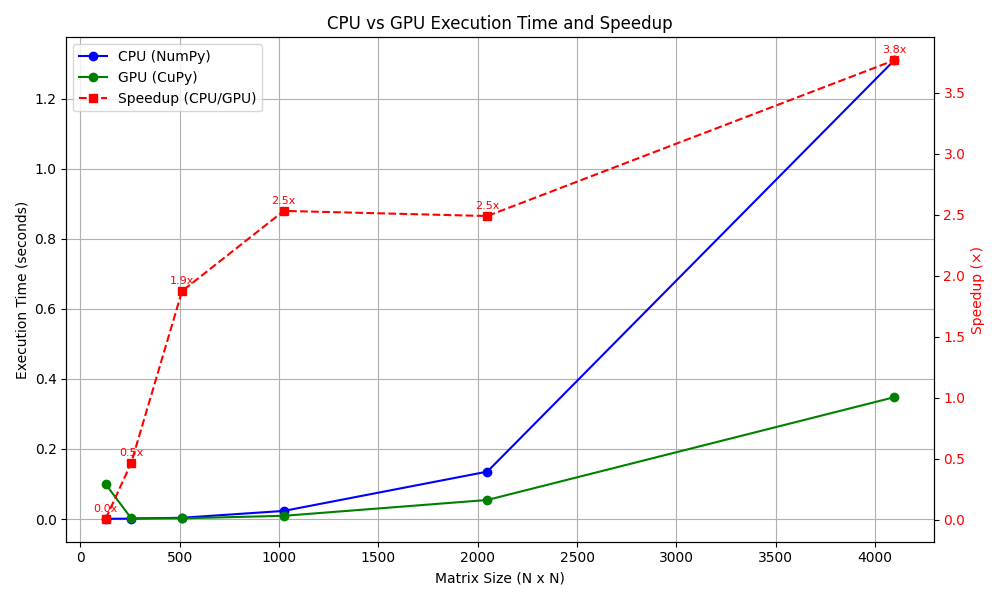 CPU vs GPU Execution Time and Speedup
CPU (NumPy)
GPU (CuPy)
Speedup (CPU/GPU)
Execution Time (seconds)
1.2
1.0
0.8
0.6
0.4
0.2
0.0
0.0x
0.5x
1.9x
2.5x
2.5x
3.8x
3.5
3.0
2.5
2.0
1.5
1.0
0.5
0.0
Speedup (×)
0 500 1000 1500 2000 2500 3000 3500 4000
Matrix Size (N x N)